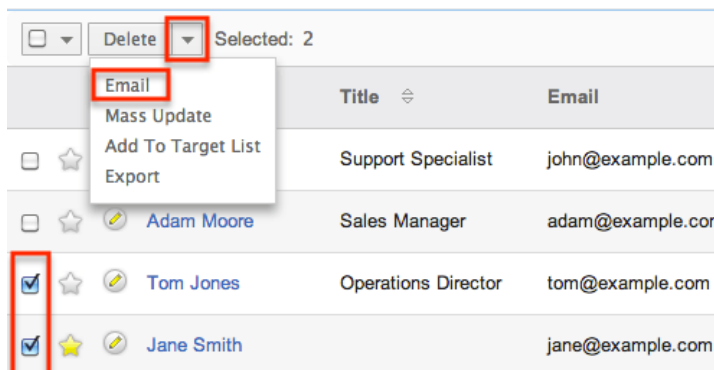 Delete Selected: 2
Email
Mass Update
Add To Target List
Export
Title Email
Support Specialist john@example.com
Adam Moore Sales Manager adam@example.cor
Tom Jones Operations Director tom@example.com
Jane Smith jane@example.com